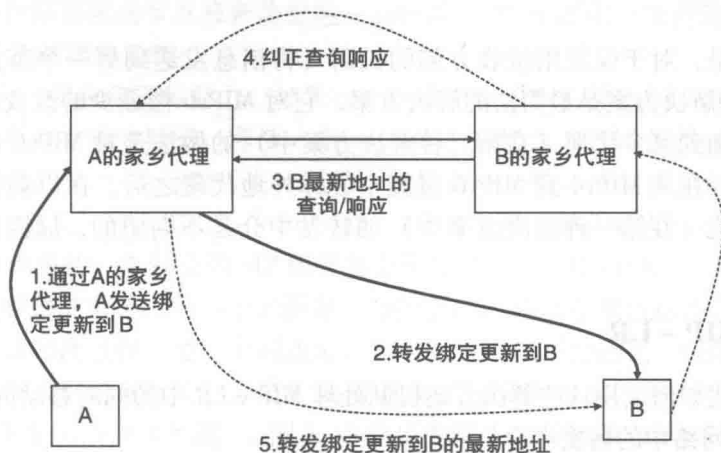 4.纠正查询响应
A的家乡代理
B的家乡代理
3.B最新地址的
查询/响应
1.通过A的家乡
代理，A发送绑
定更新到B
2.转发绑定更新到B
A
B
5.转发绑定更新到B的最新地址